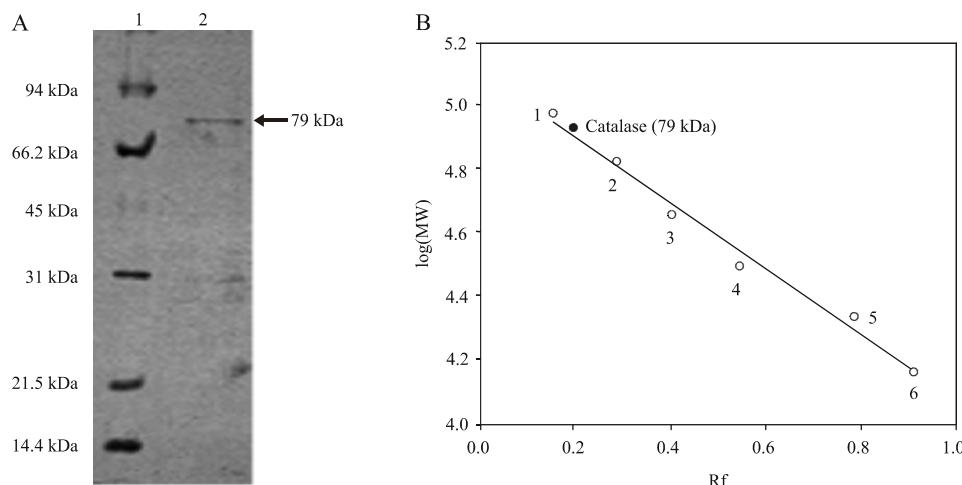 A
1 2
94 kDa
79 kDa
66.2 kDa
45 kDa
31 kDa
21.5 kDa
14.4 kDa
B
5.2
5.0
4.8
4.6
4.4
4.2
4.0
log(MW)
1
Catalase (79 kDa)
2
3
4
5
6
0.0 0.2 0.4 0.6 0.8 1.0
Rf